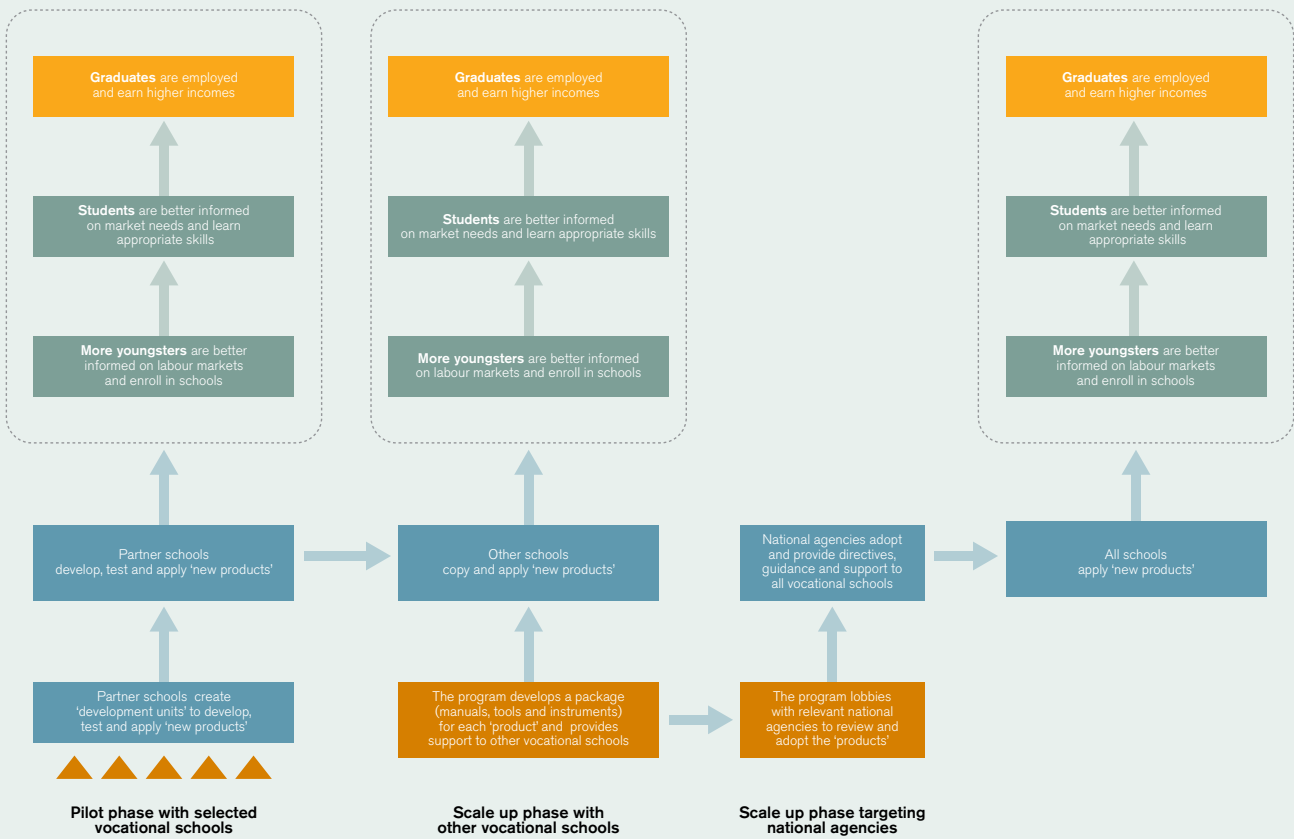 Graduates are employed
and earn higher incomes
Students are better informed
on market needs and learn
appropriate skills
More youngsters are better
informed on labour markets
and enroll in schools
Partner schools
develop, test and apply ‘new products’
Partner schools create
‘development units’ to develop,
test and apply ‘new products’
Pilot phase with selected
vocational schools
Graduates are employed
and earn higher incomes
Students are better informed
on market needs and learn appropriate skills
More youngsters are better informed
on labour markets and enroll in schools
Other schools
copy and apply ‘new products’
The program develops a package
(manuals, tools and instruments)
for each ‘product’ and provides
support to other vocational schools
Scale up phase with
other vocational schools
National agencies adopt
and provide directives,
guidance and support to
all vocational schools
The program lobbies
with relevant national
agencies to review and
adopt the ‘products’
Scale up phase targeting
national agencies
Graduates are employed
and earn higher incomes
Students are better informed
on market needs and learn
appropriate skills
More youngsters are better
informed on labour markets
and enroll in schools
All schools
apply ‘new products’